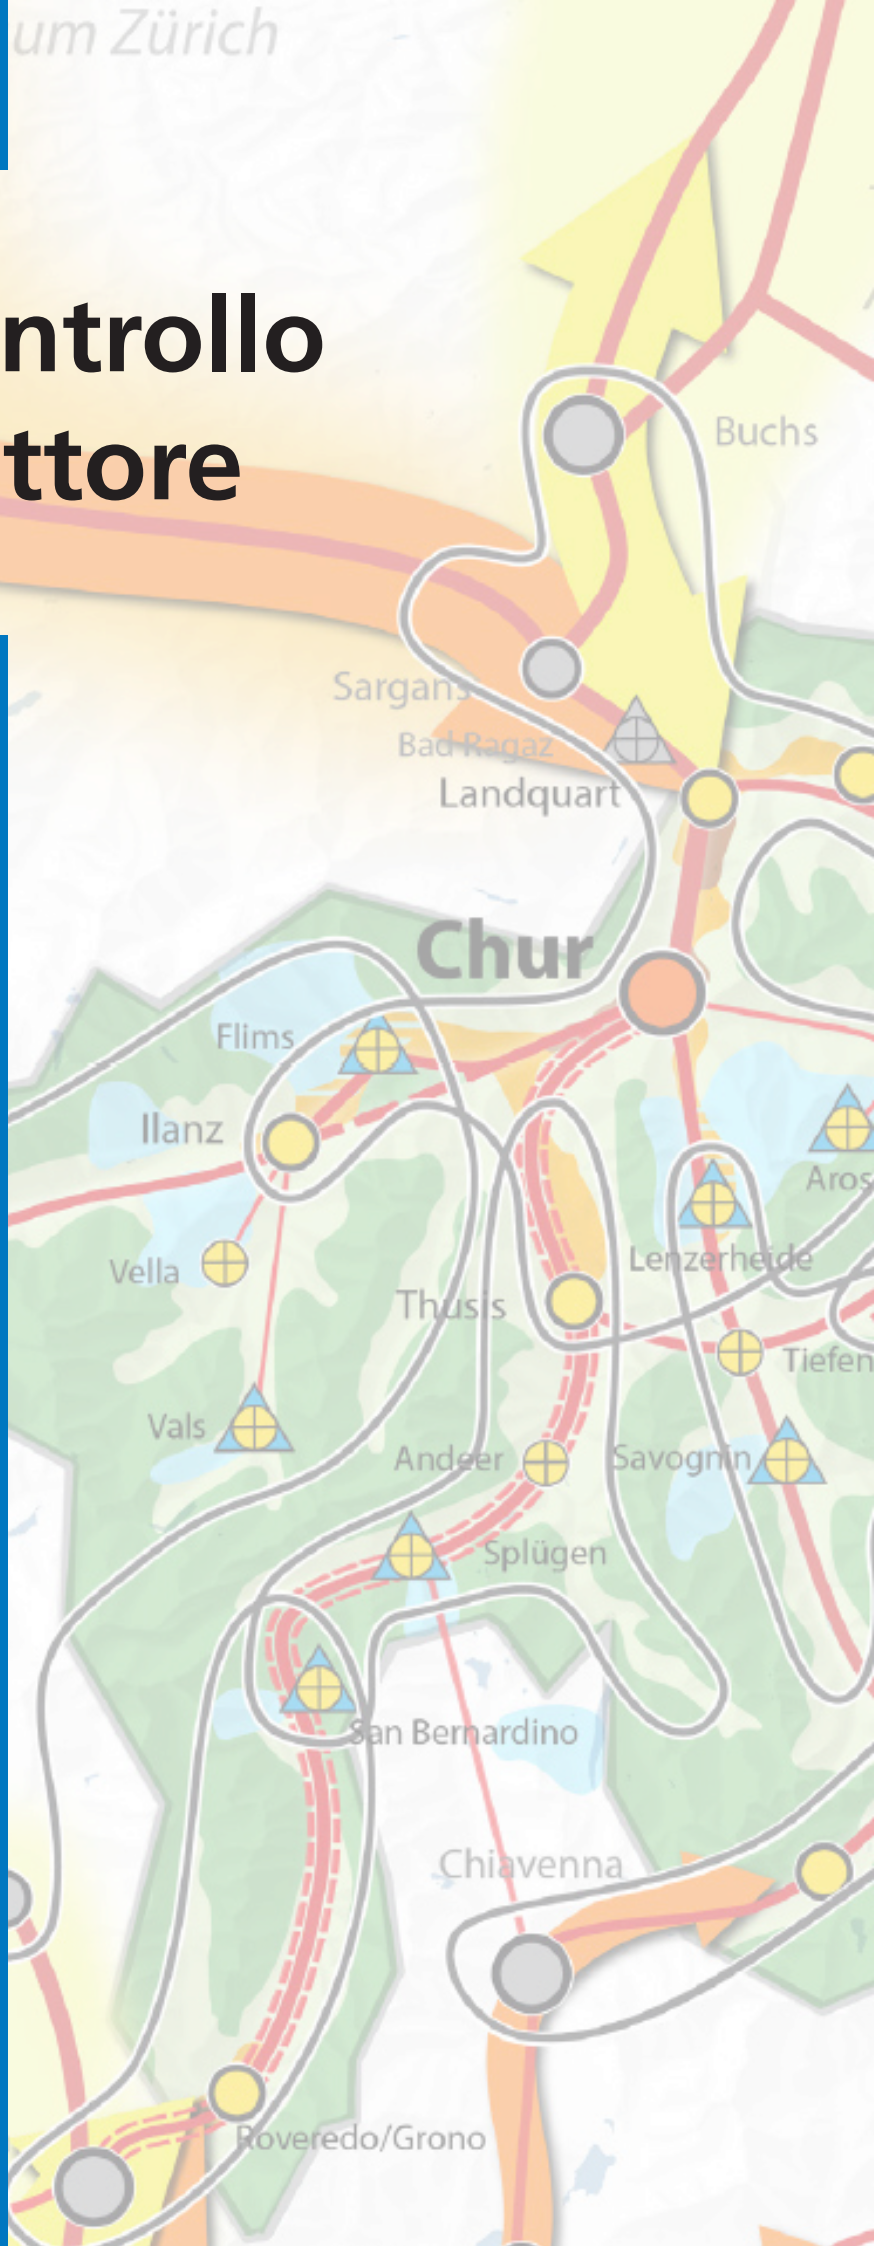 um Zürich
ntrollo
ttore
Buchs
Sargans
Bad Ragaz
Landquart
Chur
Flims
Ilanz
Aros
Vella
Lenzerheide
Thusis
Tiefen
Vals
Andeer
Savognin
Splügen
San Bernardino
Chiavenna
Roveredo/Grono